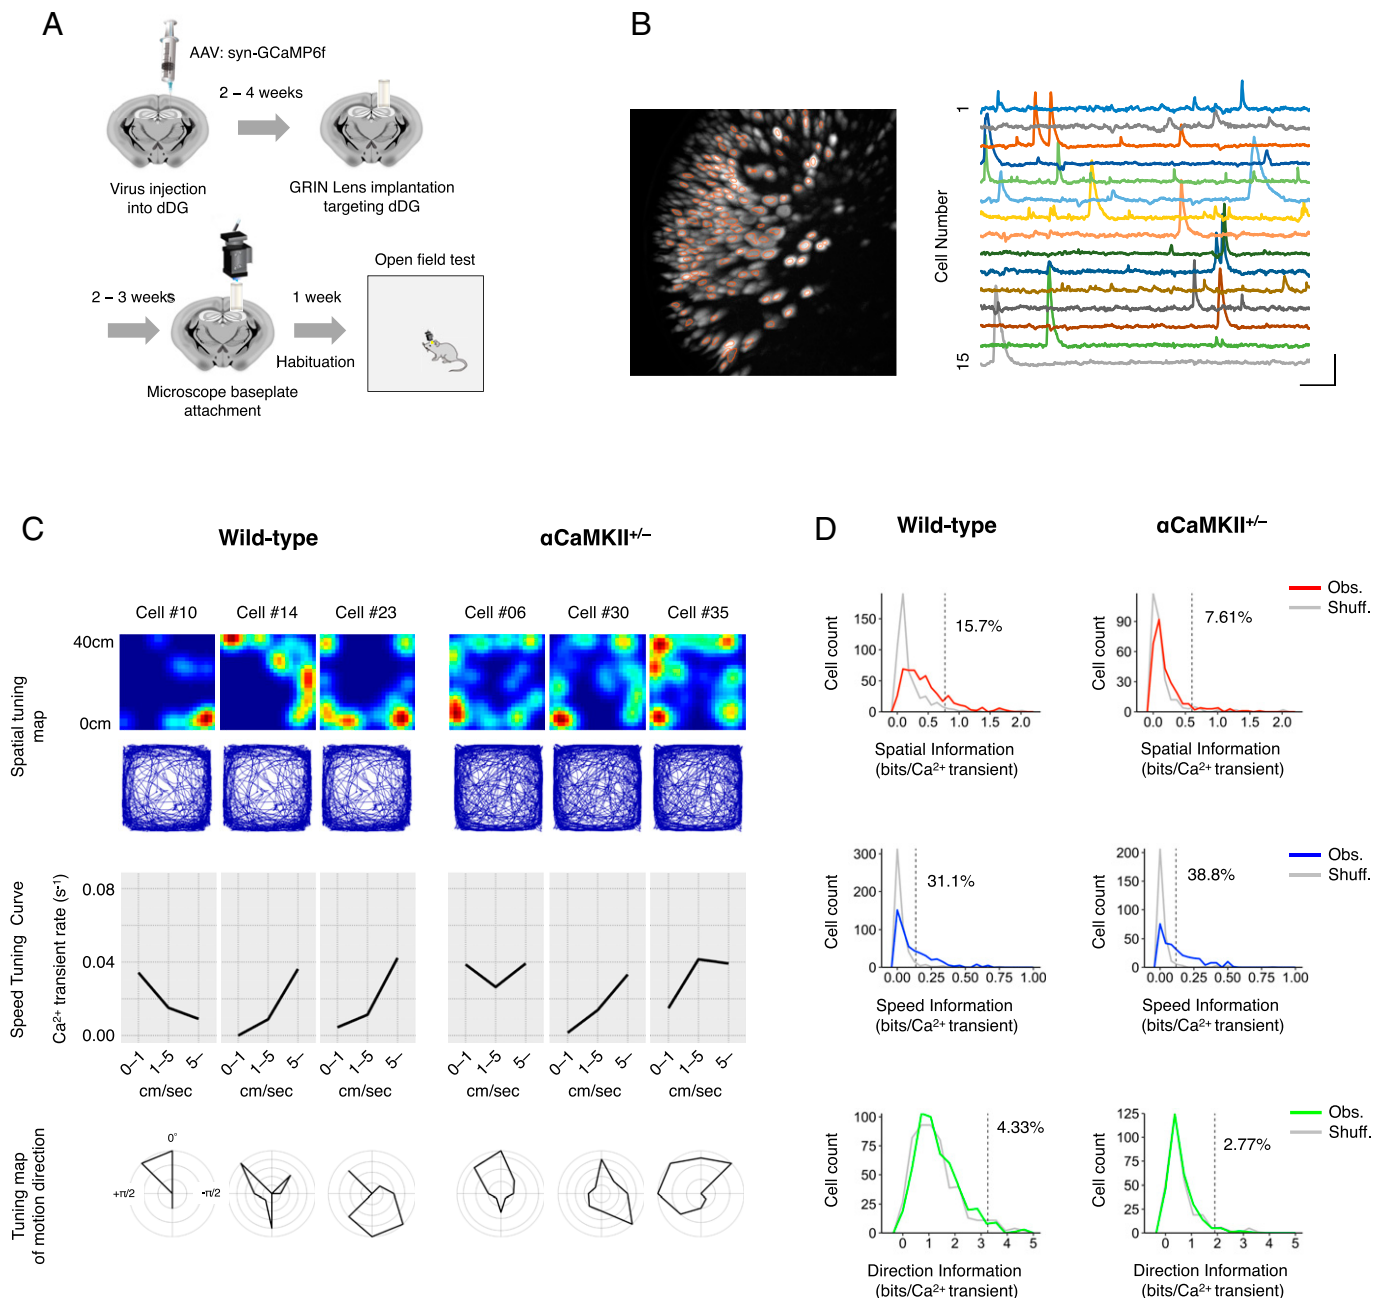 A
AAV: syn-GCaMP6f
2 – 4 weeks
Virus injection
into dDG
GRIN Lens implantation
targeting dDG
2 – 3 weeks
1 week
Habituation
Open field test
Microscope baseplate
attachment
B
Cell Number
1
15
C
Wild-type
αCaMKII+/–
Cell #10
Cell #14
Cell #23
Cell #06
Cell #30
Cell #35
Spatial tuning
map
40cm
0cm
Speed Tuning Curve
Ca2+ transient rate (s-1)
0.08
0.04
0.00
0–1 1–5 5– 0–1 1–5 5– 0–1 1–5 5– 0–1 1–5 5– 0–1 1–5 5– 0–1 1–5 5–
cm/sec cm/sec cm/sec cm/sec cm/sec cm/sec
Tuning map
of motion direction
0°
+π/2
-π/2
D
Wild-type
αCaMKII+/–
Cell count
150
100
50
0
15.7%
0.0 0.5 1.0 1.5 2.0
Spatial Information
(bits/Ca2+ transient)
Cell count
90
60
30
0
7.61%
0.0 0.5 1.0 1.5 2.0
Spatial Information
(bits/Ca2+ transient)
Obs.
Shuff.
Cell count
300
200
100
0
31.1%
0.00 0.25 0.50 0.75 1.00
Speed Information
(bits/Ca2+ transient)
Cell count
200
150
100
50
0
38.8%
0.00 0.25 0.50 0.75 1.00
Speed Information
(bits/Ca2+ transient)
Obs.
Shuff.
Cell count
100
75
50
25
0
4.33%
0 1 2 3 4 5
Direction Information
(bits/Ca2+ transient)
Cell count
125
100
75
50
25
0
2.77%
0 1 2 3 4 5
Direction Information
(bits/Ca2+ transient)
Obs.
Shuff.